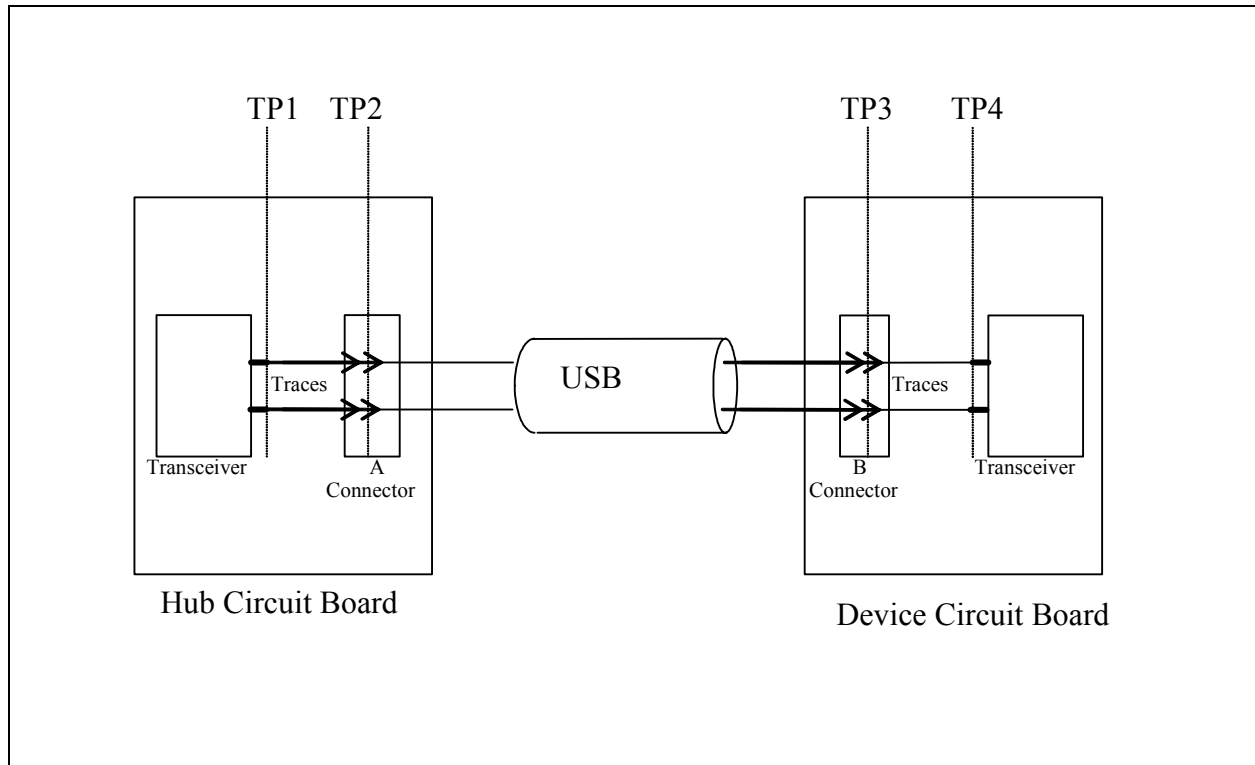 TP1 TP2 TP3 TP4
USB
Traces Traces
Transceiver A Connector B Connector Transceiver
Hub Circuit Board
Device Circuit Board